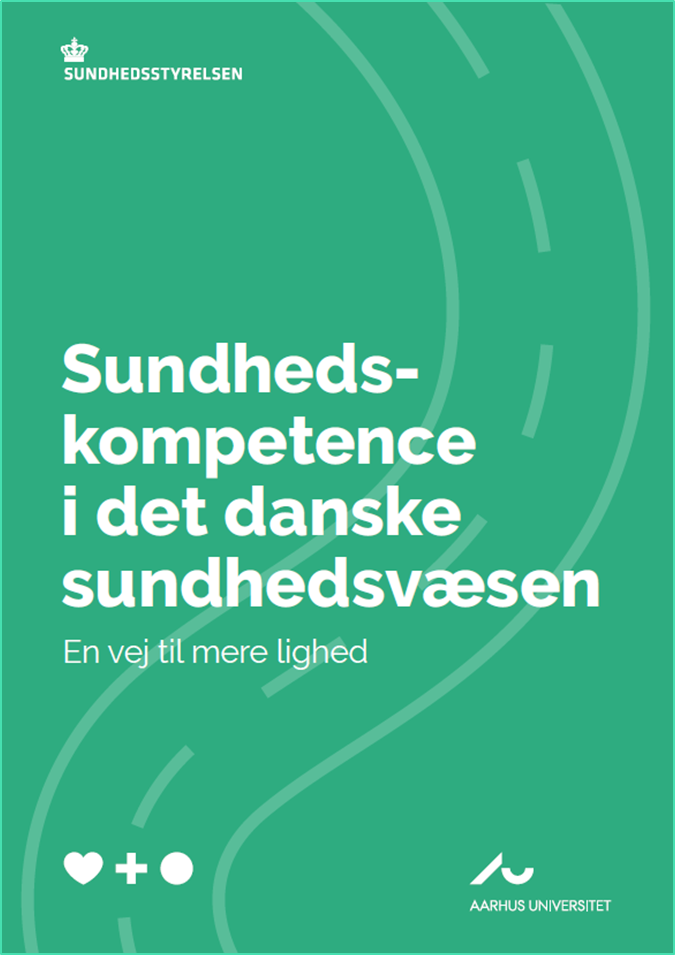 SUNDHEDSSTYRELSEN
Sundheds-
kompetence
i det danske
sundhedsvæsen
En vej til mere lighed
AARHUS UNIVERSITET